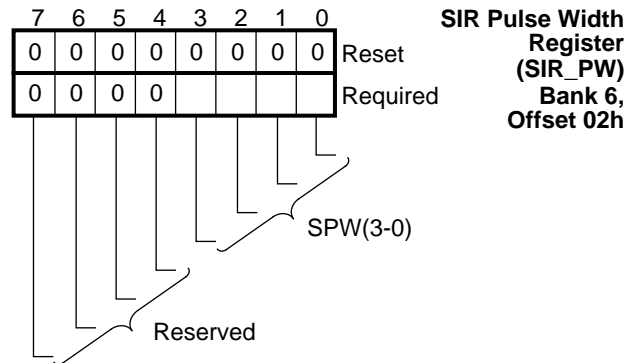 7 6 5 4 3 2 1 0
0 0 0 0 0 0 0 0 Reset
0 0 0 0 Required
SIR Pulse Width
Register
(SIR_PW)
Bank 6,
Offset 02h
SPW(3-0)
Reserved